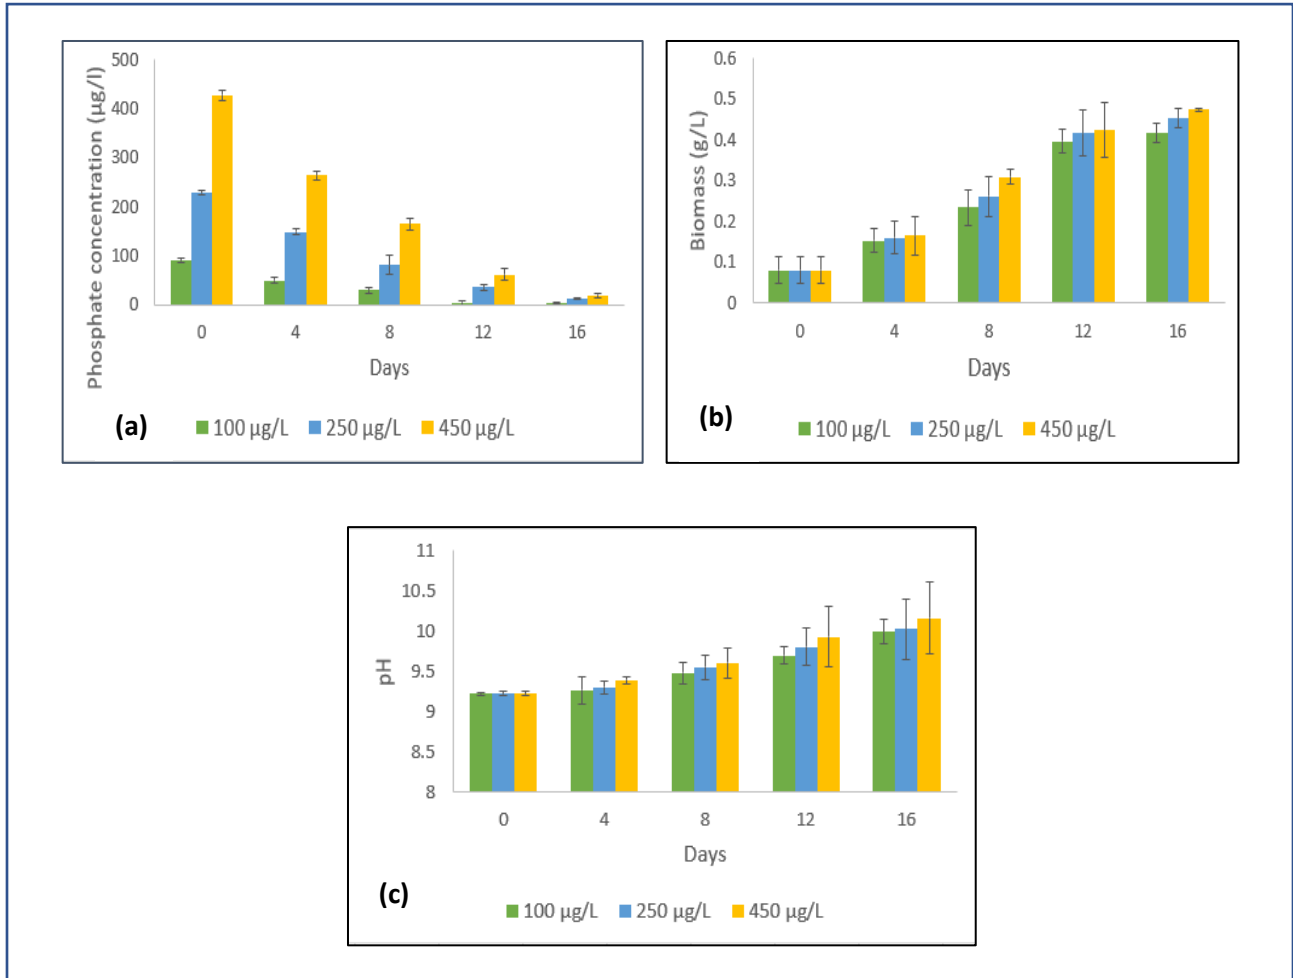 Phosphate concentration (µg/l)
500
400
300
200
100
0
0 4 8 12 16
Days
(a)
100 µg/L 250 µg/L 450 µg/L
Biomass (g/L)
0.6
0.5
0.4
0.3
0.2
0.1
0
0 4 8 12 16
Days
(b)
100 µg/L 250 µg/L 450 µg/L
pH
11
10.5
10
9.5
9
8.5
8
0 4 8 12 16
Days
(c)
100 µg/L 250 µg/L 450 µg/L